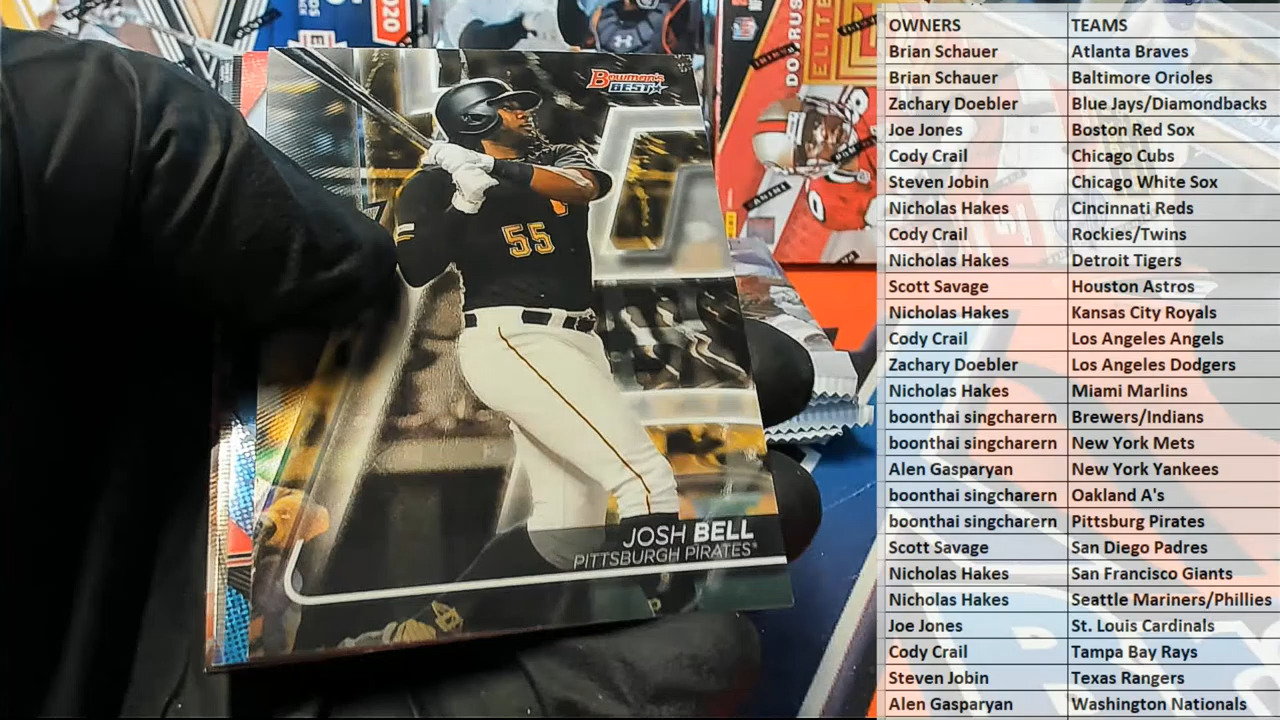 Bowman's
BEST
55
JOSH BELL
PITTSBURGH PIRATES
2020
DONRUSS
ELITE
PANINI
OWNERS TEAMS
Brian Schauer Atlanta Braves
Brian Schauer Baltimore Orioles
Zachary Doebler Blue Jays/Diamondbacks
Joe Jones Boston Red Sox
Cody Crail Chicago Cubs
Steven Jobin Chicago White Sox
Nicholas Hakes Cincinnati Reds
Cody Crail Rockies/Twins
Nicholas Hakes Detroit Tigers
Scott Savage Houston Astros
Nicholas Hakes Kansas City Royals
Cody Crail Los Angeles Angels
Zachary Doebler Los Angeles Dodgers
Nicholas Hakes Miami Marlins
boonthai singcharern Brewers/Indians
boonthai singcharern New York Mets
Alen Gasparyan New York Yankees
boonthai singcharern Oakland A's
boonthai singcharern Pittsburg Pirates
Scott Savage San Diego Padres
Nicholas Hakes San Francisco Giants
Nicholas Hakes Seattle Mariners/Phillies
Joe Jones St. Louis Cardinals
Cody Crail Tampa Bay Rays
Steven Jobin Texas Rangers
Alen Gasparyan Washington Nationals